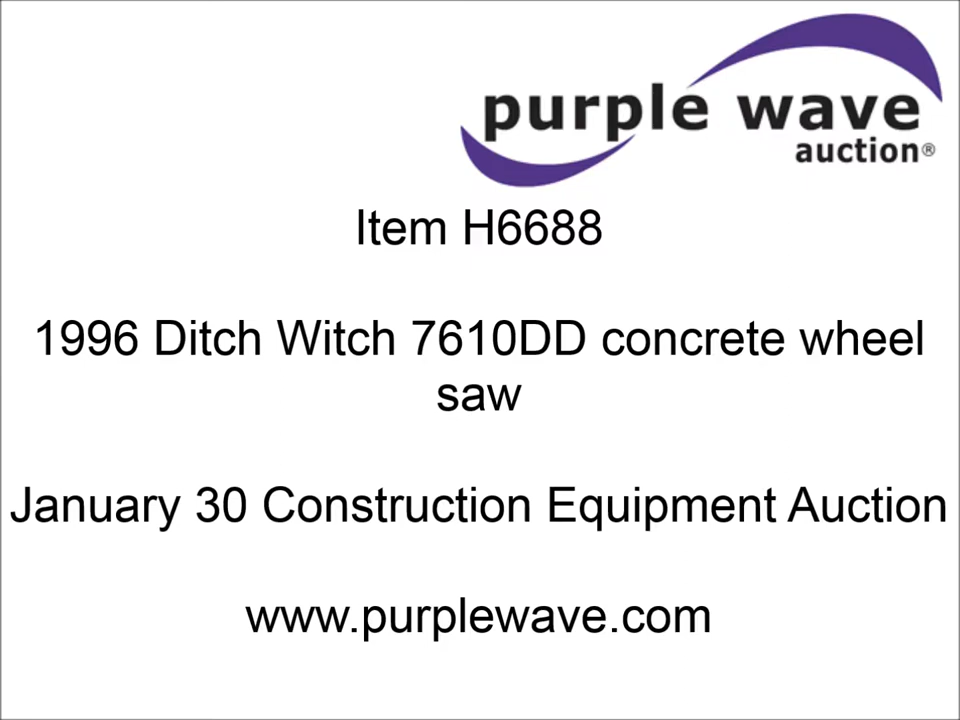 purple wave
auction®
Item H6688
1996 Ditch Witch 7610DD concrete wheel
saw
January 30 Construction Equipment Auction
www.purplewave.com